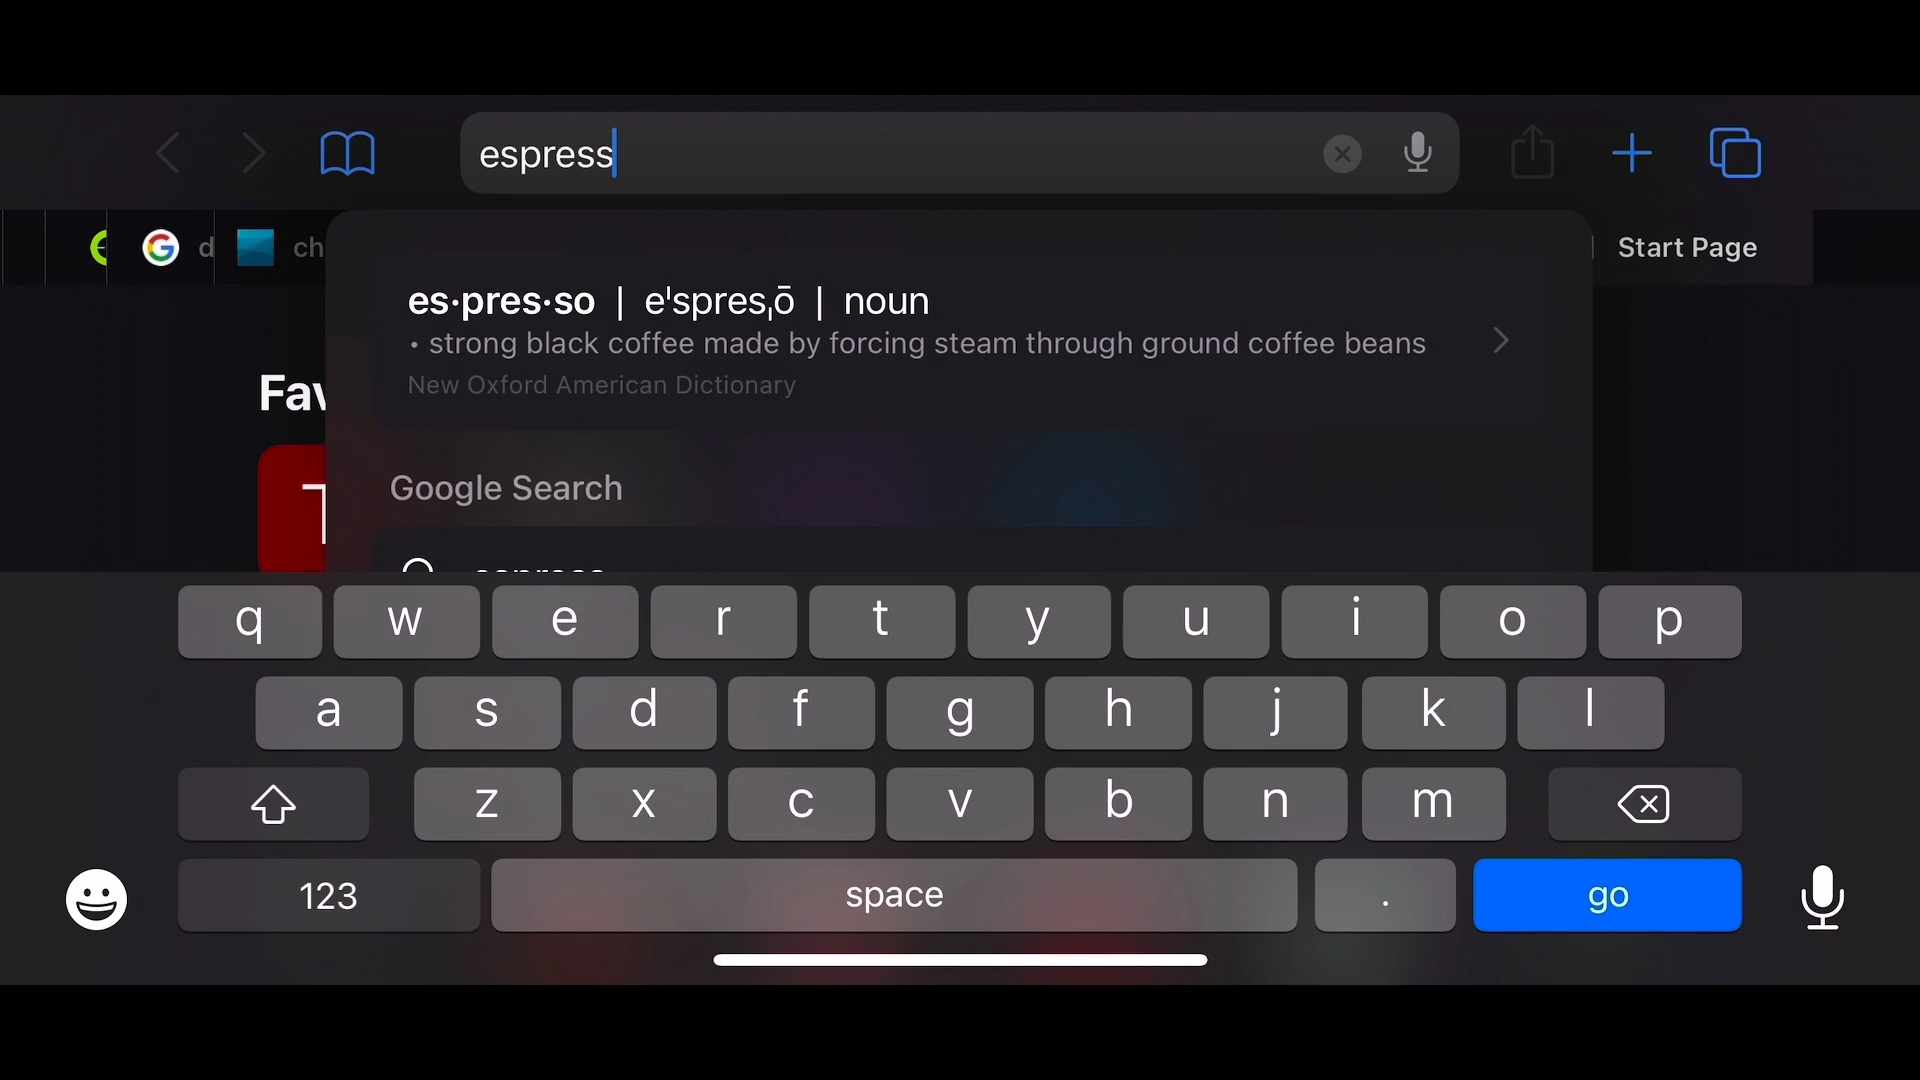 espress
d
ch
Start Page
es·pres·so | e'spres,ō | noun
• strong black coffee made by forcing steam through ground coffee beans
New Oxford American Dictionary
Fav
T
Google Search
q w e r t y u i o p
a s d f g h j k l
z x c v b n m
123 space . go